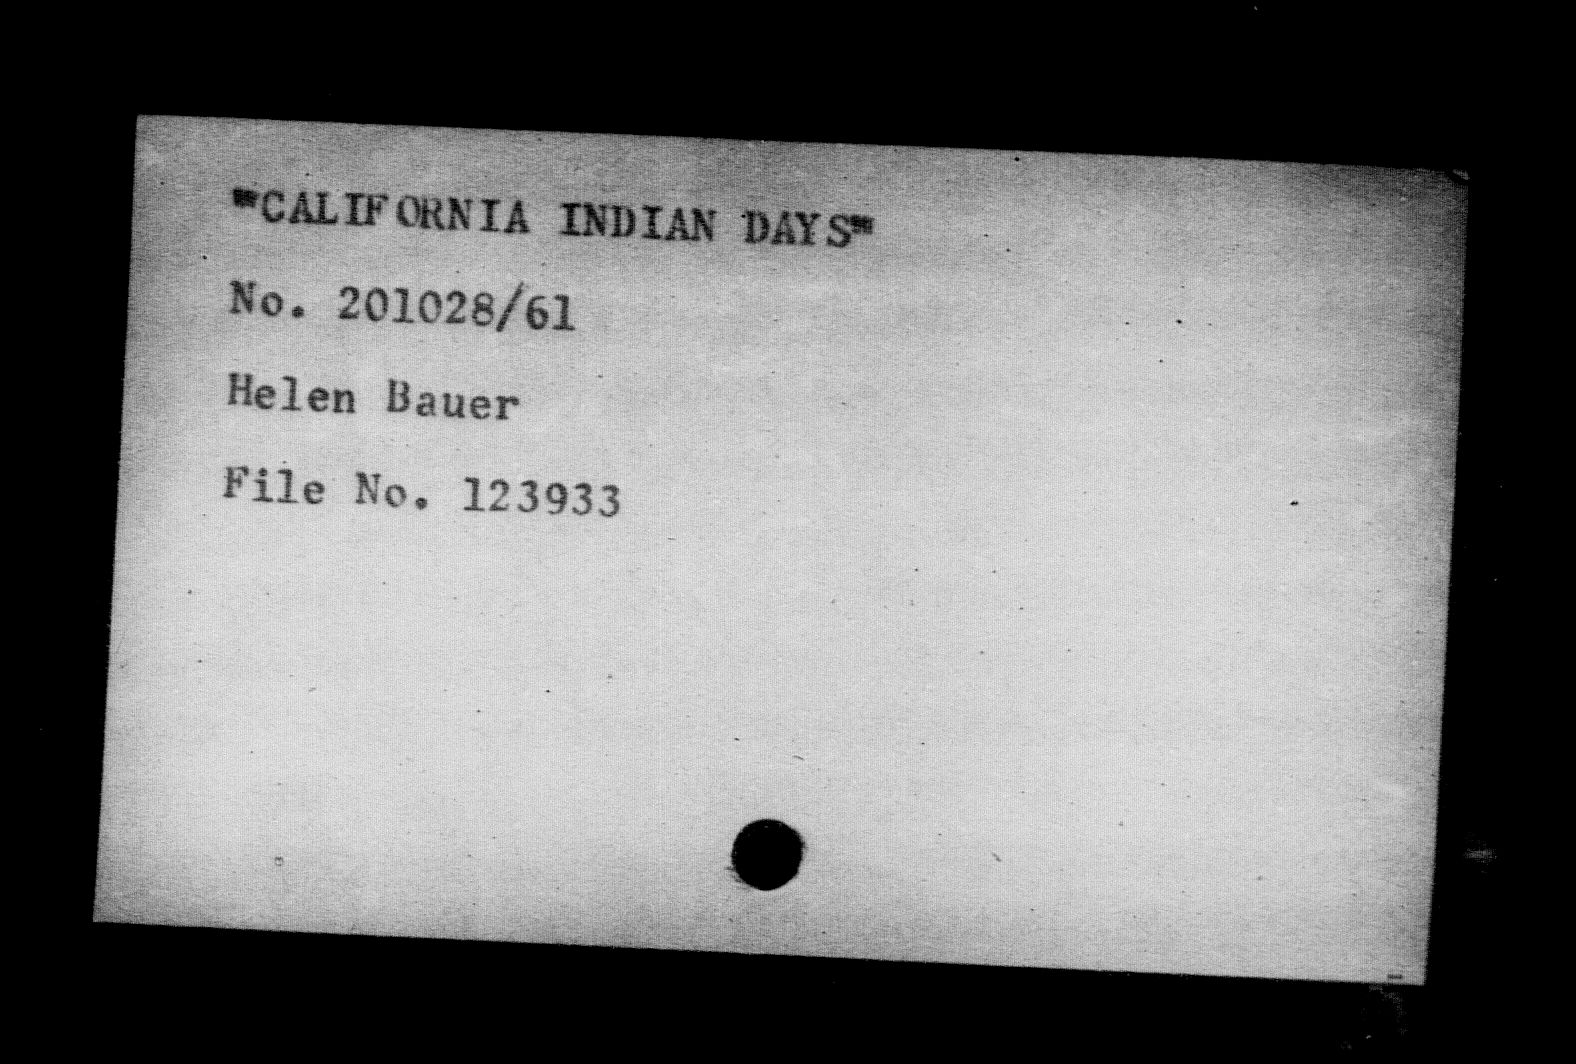 "CALIFORNIA INDIAN DAYS"
No. 201028/61
Helen Bauer
File No. 123933